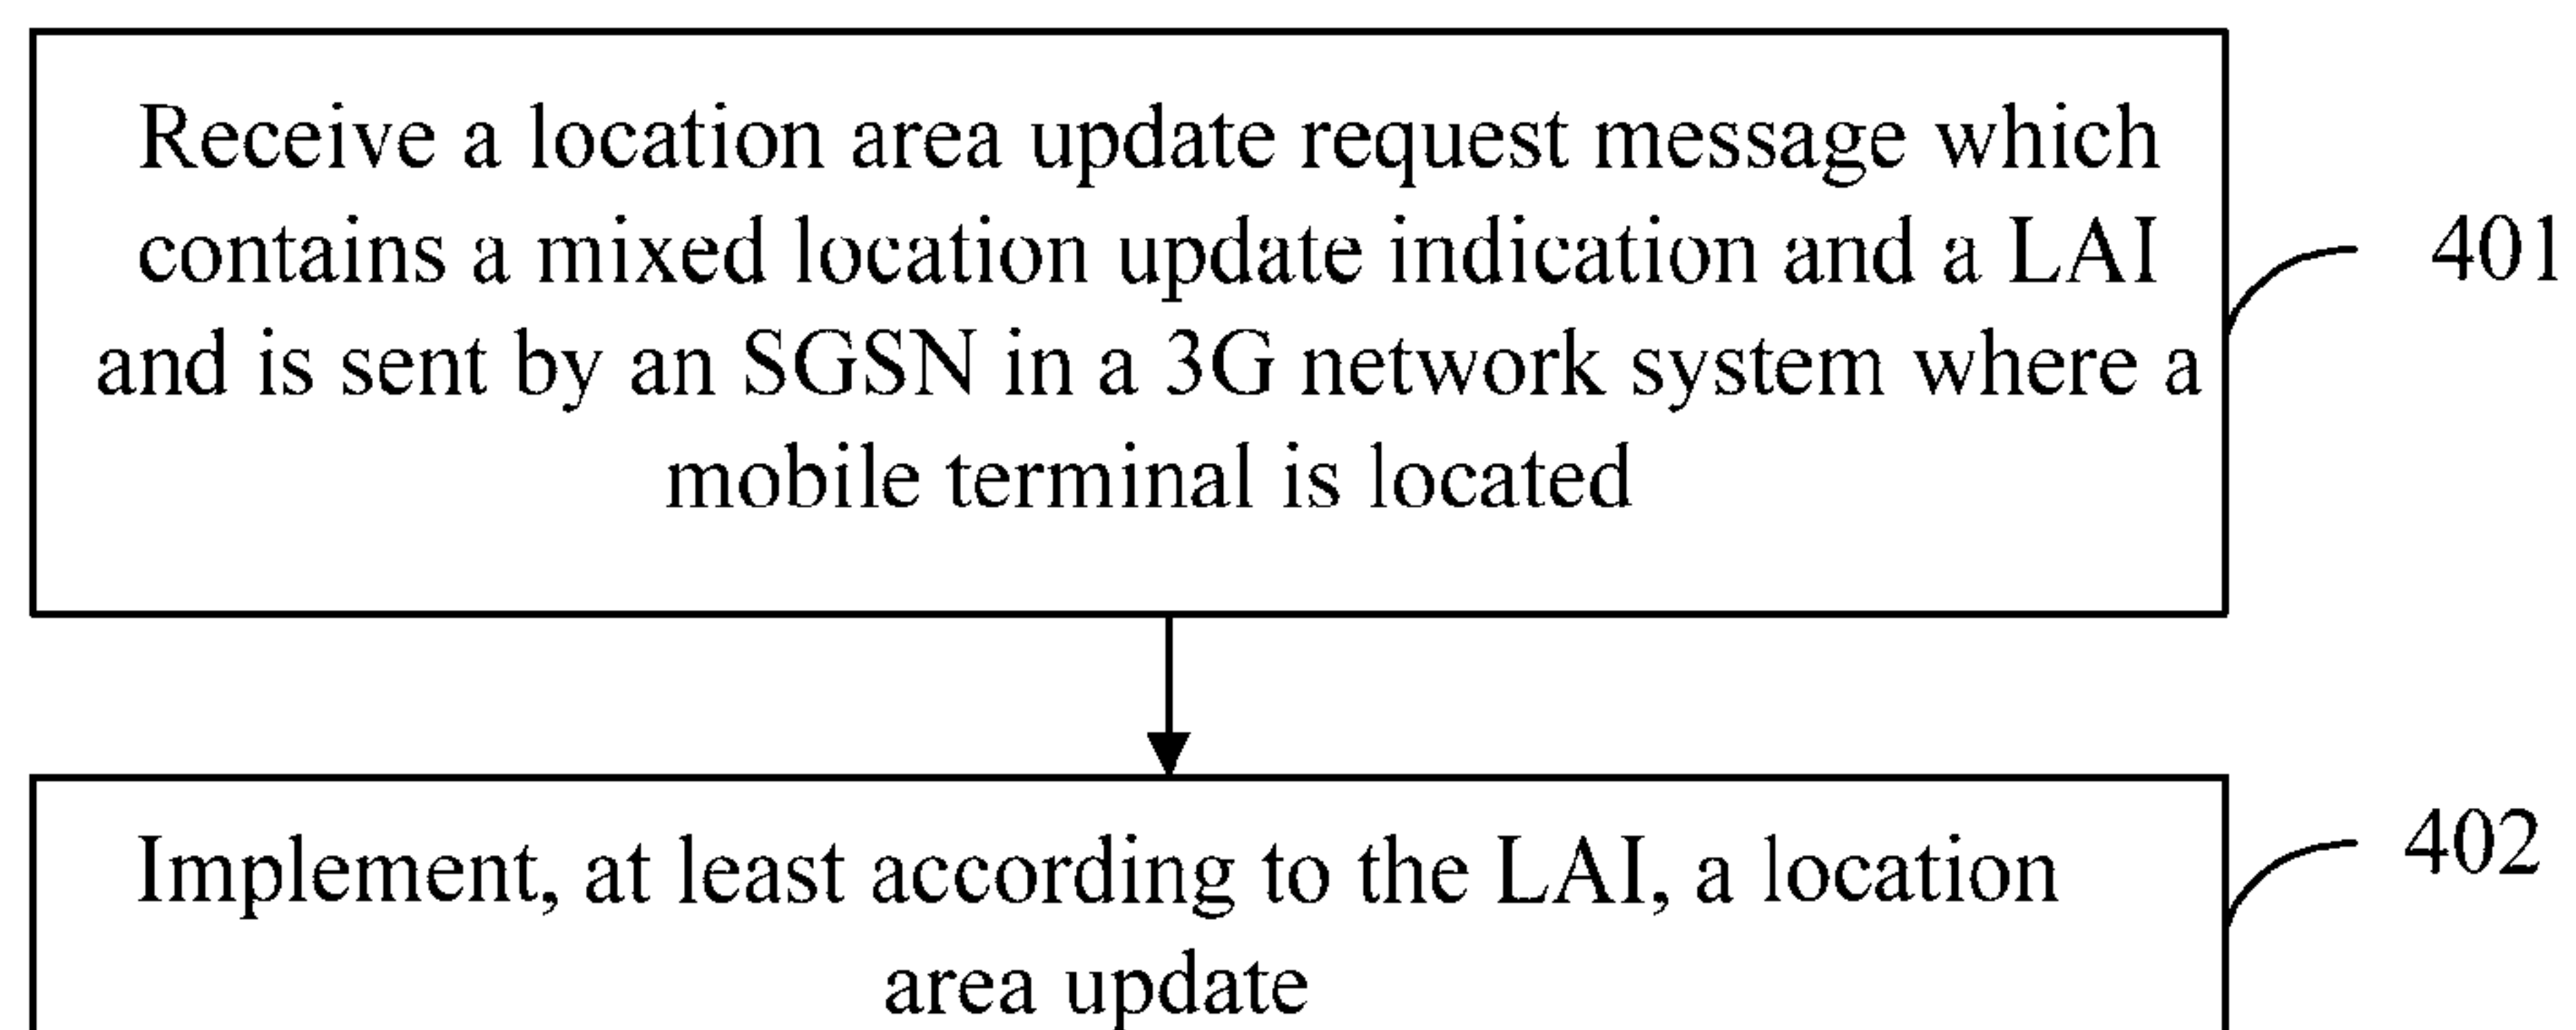 Receive a location area update request message which
contains a mixed location update indication and a LAI
and is sent by an SGSN in a 3G network system where a
mobile terminal is located
401
Implement, at least according to the LAI, a location
area update
402